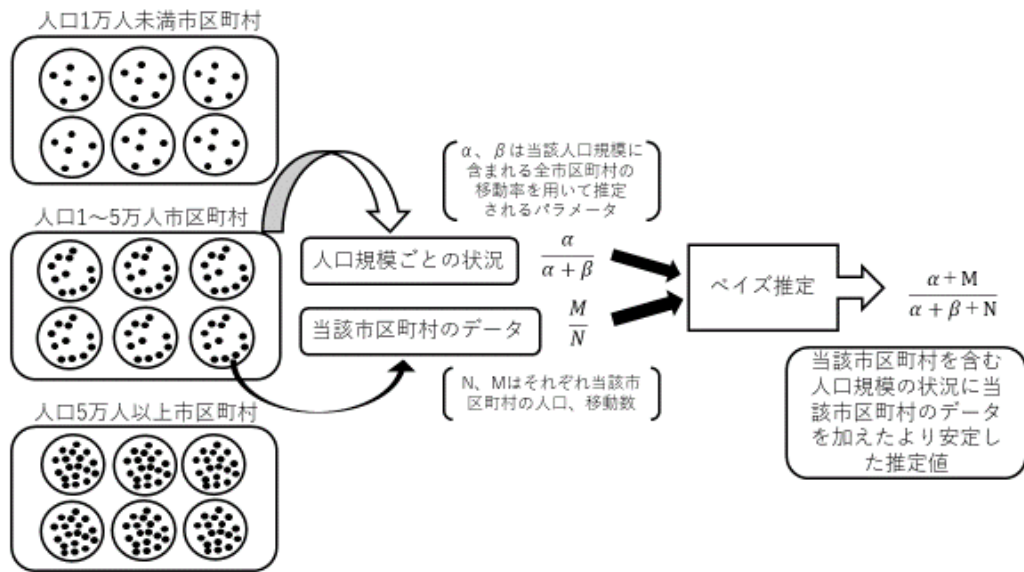 人口1万人未満市区町村
人口1～5万人市区町村
人口5万人以上市区町村
α、βは当該人口規模に
含まれる全市区町村の
移動率を用いて推定
されるパラメータ
人口規模ごとの状況
α
α + β
当該市区町村のデータ
M
N
N、Mはそれぞれ当該市
区町村の人口、移動数
ベイズ推定
α＋M
α + β＋N
当該市区町村を含む
人口規模の状況に当
該市区町村のデータ
を加えたより安定し
た推定値